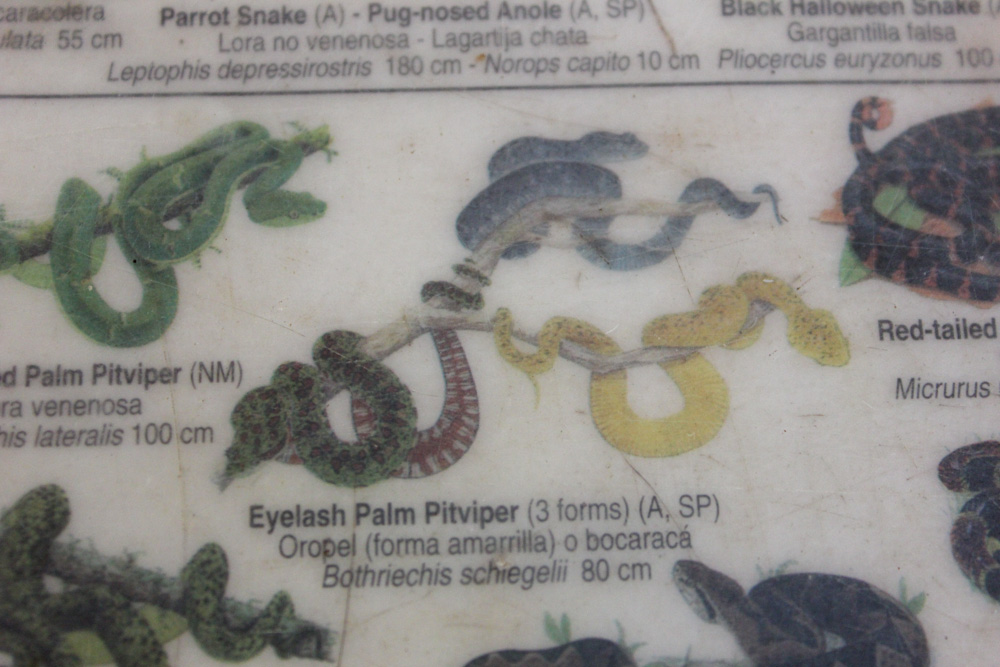 caracolera
ulata 55 cm
Parrot Snake (A) - Pug-nosed Anole (A, SP)
Lora no venenosa - Lagartija chata
Leptophis depressirostris 180 cm - Norops capito 10 cm
Black Halloween Snake (
Gargantilla falsa
Pliocercus euryzonus 100
ed Palm Pitviper (NM)
ra venenosa
his lateralis 100 cm
Eyelash Palm Pitviper (3 forms) (A, SP)
Oropel (forma amarrilla) o bocaracá
Bothriechis schlegelii 80 cm
Red-tailed
Micrurus